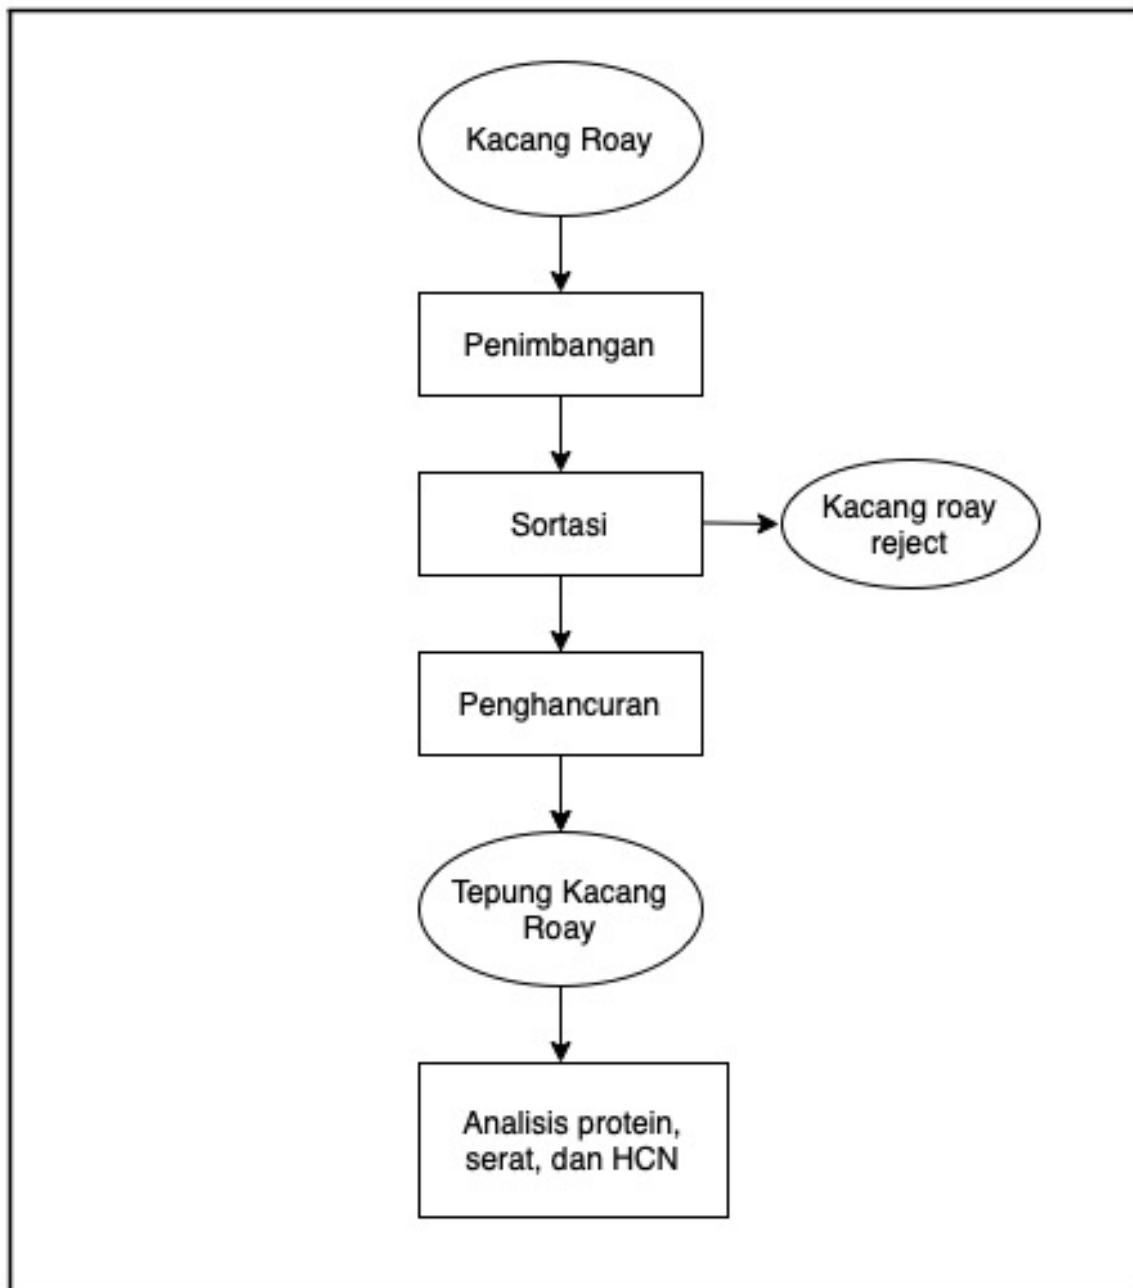 Kacang Roay
Penimbangan
Sortasi
Kacang roay
reject
Penghancuran
Tepung Kacang
Roay
Analisis protein,
serat, dan HCN